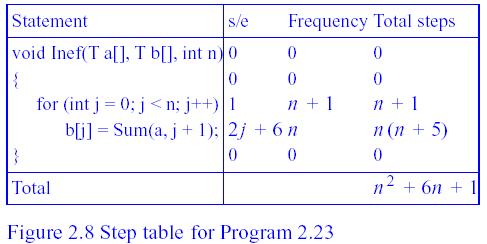 Statement s/e Frequency Total steps
void Inef(T a[], T b[], int n) 0 0 0
{ 0 0 0
for (int j = 0; j < n; j++) 1 n + 1 n + 1
b[j] = Sum(a, j + 1); 2j + 6 n n(n + 5)
} 0 0 0
Total n² + 6n + 1
Figure 2.8 Step table for Program 2.23